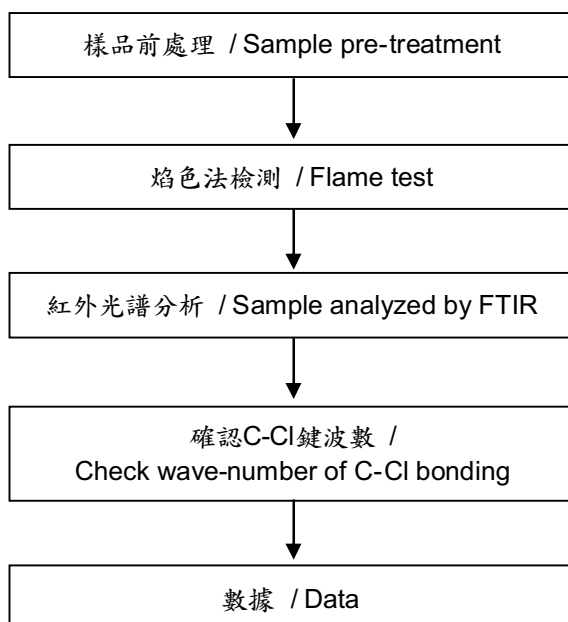 樣品前處理 / Sample pre-treatment
焰色法檢測 / Flame test
紅外光譜分析 / Sample analyzed by FTIR
確認C-Cl鍵波數 /
Check wave-number of C-Cl bonding
數據 / Data